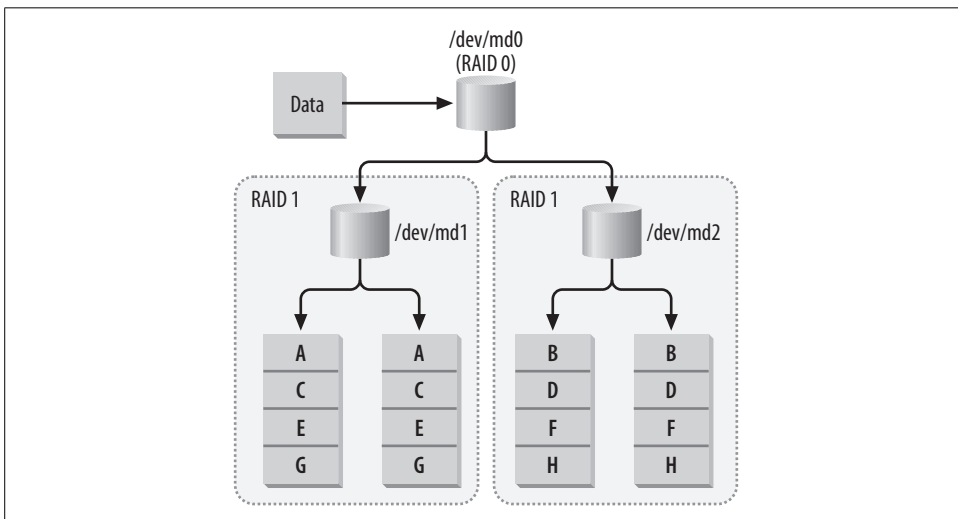 /dev/md0
(RAID 0)
Data
RAID 1
/dev/md1
A
C
E
G
A
C
E
G
RAID 1
/dev/md2
B
D
F
H
B
D
F
H